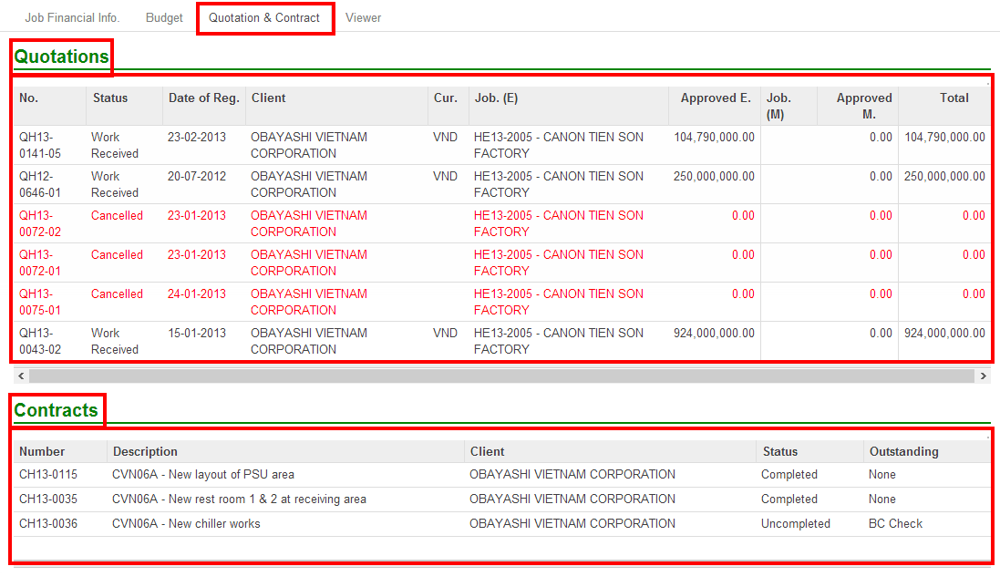 Job Financial Info. Budget Quotation & Contract Viewer
Quotations
No. Status Date of Reg. Client Cur. Job. (E) Approved E. Job. (M) Approved M. Total
QH13-0141-05 Work Received 23-02-2013 OBAYASHI VIETNAM CORPORATION VND HE13-2005 - CANON TIEN SON FACTORY 104,790,000.00 0.00 104,790,000.00
QH12-0646-01 Work Received 20-07-2012 OBAYASHI VIETNAM CORPORATION VND HE13-2005 - CANON TIEN SON FACTORY 250,000,000.00 0.00 250,000,000.00
QH13-0072-02 Cancelled 23-01-2013 OBAYASHI VIETNAM CORPORATION HE13-2005 - CANON TIEN SON FACTORY 0.00 0.00 0.00
QH13-0072-01 Cancelled 23-01-2013 OBAYASHI VIETNAM CORPORATION HE13-2005 - CANON TIEN SON FACTORY 0.00 0.00 0.00
QH13-0075-01 Cancelled 24-01-2013 OBAYASHI VIETNAM CORPORATION HE13-2005 - CANON TIEN SON FACTORY 0.00 0.00 0.00
QH13-0043-02 Work Received 15-01-2013 OBAYASHI VIETNAM CORPORATION VND HE13-2005 - CANON TIEN SON FACTORY 924,000,000.00 0.00 924,000,000.00
Contracts
Number Description Client Status Outstanding
CH13-0115 CVN06A - New layout of PSU area OBAYASHI VIETNAM CORPORATION Completed None
CH13-0035 CVN06A - New rest room 1 & 2 at receiving area OBAYASHI VIETNAM CORPORATION Completed None
CH13-0036 CVN06A - New chiller works OBAYASHI VIETNAM CORPORATION Uncompleted BC Check